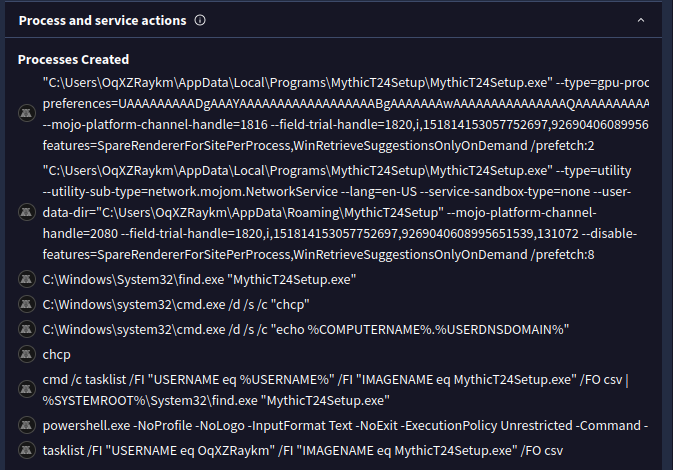 Process and service actions
Processes Created
"C:\Users\OqXZRaykm\AppData\Local\Programs\MythicT24Setup\MythicT24Setup.exe" --type=gpu-proc
preferences=UAAAAAAAAADgAAAYAAAAAAAAAAAAAAAAAAAABgAAAAAAAwAAAAAAAAAAAAAAAQAAAAAAAAAA
--mojo-platform-channel-handle=1816 --field-trial-handle=1820,i,151814153057752697,92690406089956
features=SpareRendererForSitePerProcess,WinRetrieveSuggestionsOnlyOnDemand /prefetch:2
"C:\Users\OqXZRaykm\AppData\Local\Programs\MythicT24Setup\MythicT24Setup.exe" --type=utility
--utility-sub-type=network.mojom.NetworkService --lang=en-US --service-sandbox-type=none --user-
data-dir="C:\Users\OqXZRaykm\AppData\Roaming\MythicT24Setup" --mojo-platform-channel-
handle=2080 --field-trial-handle=1820,i,151814153057752697,9269040608995651539,131072 --disable-
features=SpareRendererForSitePerProcess,WinRetrieveSuggestionsOnlyOnDemand /prefetch:8
C:\Windows\System32\find.exe "MythicT24Setup.exe"
C:\Windows\system32\cmd.exe /d /s /c "chcp"
C:\Windows\system32\cmd.exe /d /s /c "echo %COMPUTERNAME%.%USERDNSDOMAIN%"
chcp
cmd /c tasklist /FI "USERNAME eq %USERNAME%" /FI "IMAGENAME eq MythicT24Setup.exe" /FO csv |
%SYSTEMROOT%\System32\find.exe "MythicT24Setup.exe"
powershell.exe -NoProfile -NoLogo -InputFormat Text -NoExit -ExecutionPolicy Unrestricted -Command -
tasklist /FI "USERNAME eq OqXZRaykm" /FI "IMAGENAME eq MythicT24Setup.exe" /FO csv